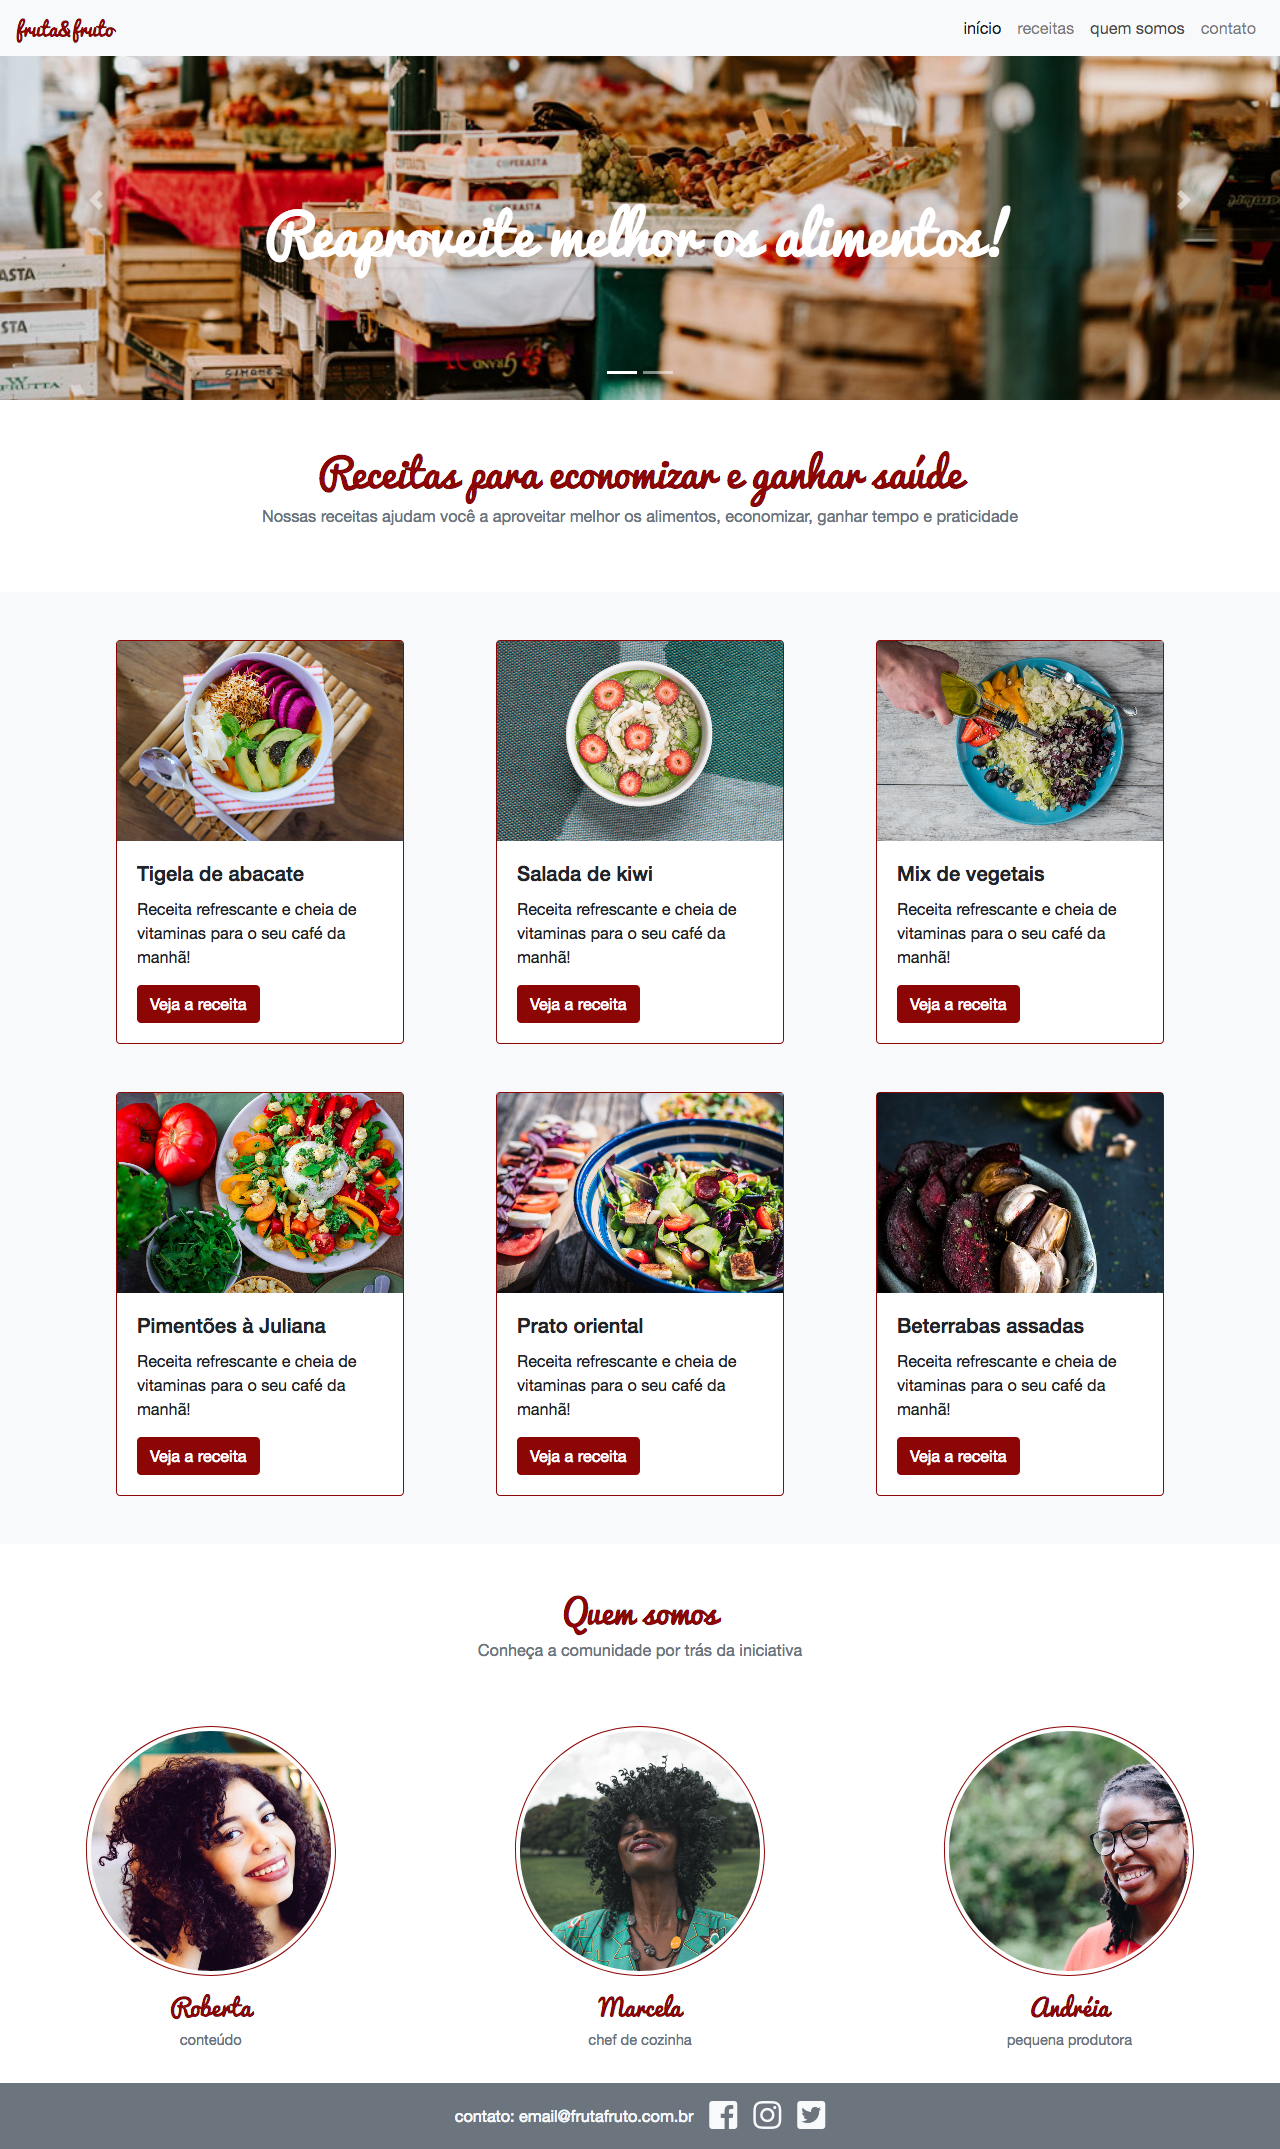 fruta&fruto
início receitas quem somos contato
COFERASTA
COFERASTA
Reaproveite melhor os alimentos!
ASTA
STA
FRUTTA
SIMONE
GRAND
Receitas para economizar e ganhar saúde
Nossas receitas ajudam você a aproveitar melhor os alimentos, economizar, ganhar tempo e praticidade
Tigela de abacate
Receita refrescante e cheia de
vitaminas para o seu café da
manhã!
Veja a receita
Salada de kiwi
Receita refrescante e cheia de
vitaminas para o seu café da
manhã!
Veja a receita
Mix de vegetais
Receita refrescante e cheia de
vitaminas para o seu café da
manhã!
Veja a receita
Pimentões à Juliana
Receita refrescante e cheia de
vitaminas para o seu café da
manhã!
Veja a receita
Prato oriental
Receita refrescante e cheia de
vitaminas para o seu café da
manhã!
Veja a receita
Beterrabas assadas
Receita refrescante e cheia de
vitaminas para o seu café da
manhã!
Veja a receita
Quem somos
Conheça a comunidade por trás da iniciativa
Roberta
conteúdo
Marcela
chef de cozinha
Andréia
pequena produtora
contato: email@frutafruto.com.br